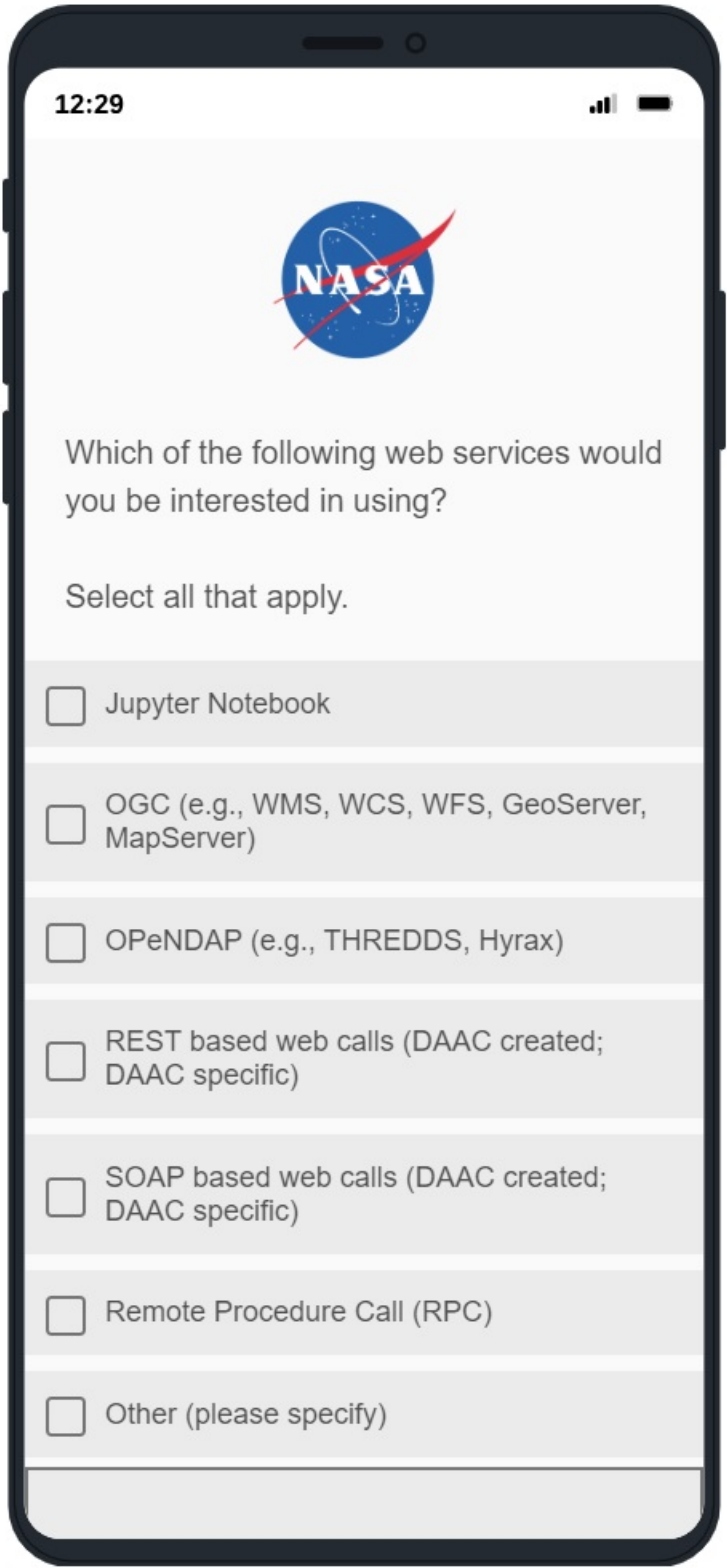 12:29
NASA
Which of the following web services would
you be interested in using?
Select all that apply.
Jupyter Notebook
OGC (e.g., WMS, WCS, WFS, GeoServer,
MapServer)
OPeNDAP (e.g., THREDDS, Hyrax)
REST based web calls (DAAC created;
DAAC specific)
SOAP based web calls (DAAC created;
DAAC specific)
Remote Procedure Call (RPC)
Other (please specify)